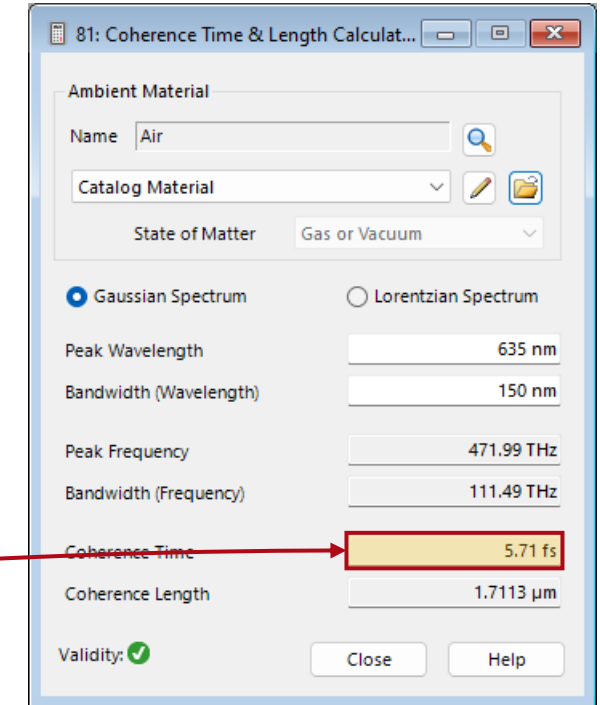 81: Coherence Time & Length Calculat...
Ambient Material
Name Air
Catalog Material
State of Matter Gas or Vacuum
Gaussian Spectrum Lorentzian Spectrum
Peak Wavelength 635 nm
Bandwidth (Wavelength) 150 nm
Peak Frequency 471.99 THz
Bandwidth (Frequency) 111.49 THz
Coherence Time 5.71 fs
Coherence Length 1.7113 µm
Validity: Close Help